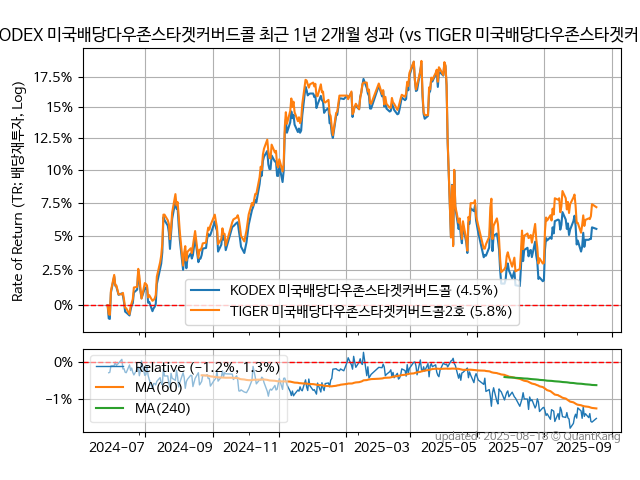 ODEX 미국배당다우존스타겟커버드콜 최근 1년 2개월 성과 (vs TIGER 미국배당다우존스타겟커
Rate of Return (TR: 배당재투자, Log)
17.5%
15%
12.5%
10%
7.5%
5%
2.5%
0%
KODEX 미국배당다우존스타겟커버드콜 (4.5%)
TIGER 미국배당다우존스타겟커버드콜2호 (5.8%)
0%
−1%
Relative (−1.2%, 1.3%)
MA(60)
MA(240)
updated: 2025-08-18 © QuantKang
2024-07 2024-09 2024-11 2025-01 2025-03 2025-05 2025-07 2025-09